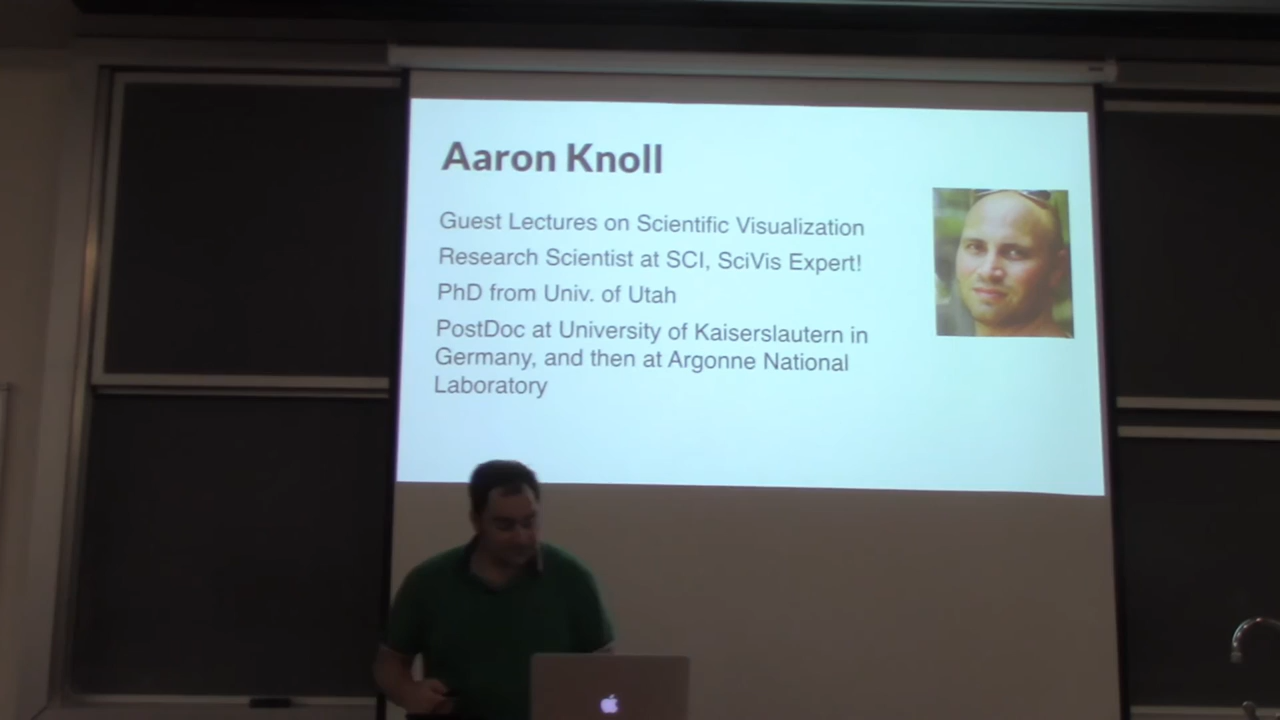 Aaron Knoll
Guest Lectures on Scientific Visualization
Research Scientist at SCI, SciVis Expert!
PhD from Univ. of Utah
PostDoc at University of Kaiserslautern in
Germany, and then at Argonne National
Laboratory